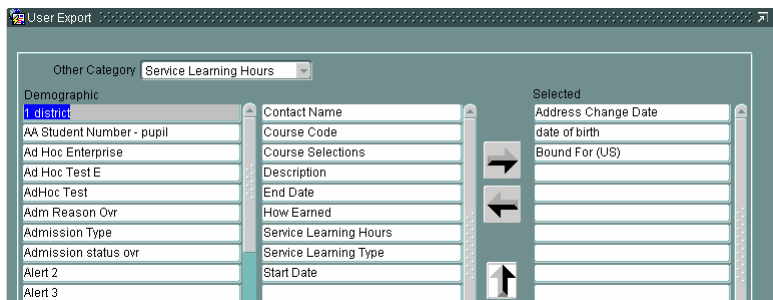 User Export
Other Category Service Learning Hours
Demographic
Selected
1 district
AA Student Number - pupil
Ad Hoc Enterprise
Ad Hoc Test E
AdHoc Test
Adm Reason Ovr
Admission Type
Admission status ovr
Alert 2
Alert 3
Contact Name
Course Code
Course Selections
Description
End Date
How Earned
Service Learning Hours
Service Learning Type
Start Date
Address Change Date
date of birth
Bound For (US)